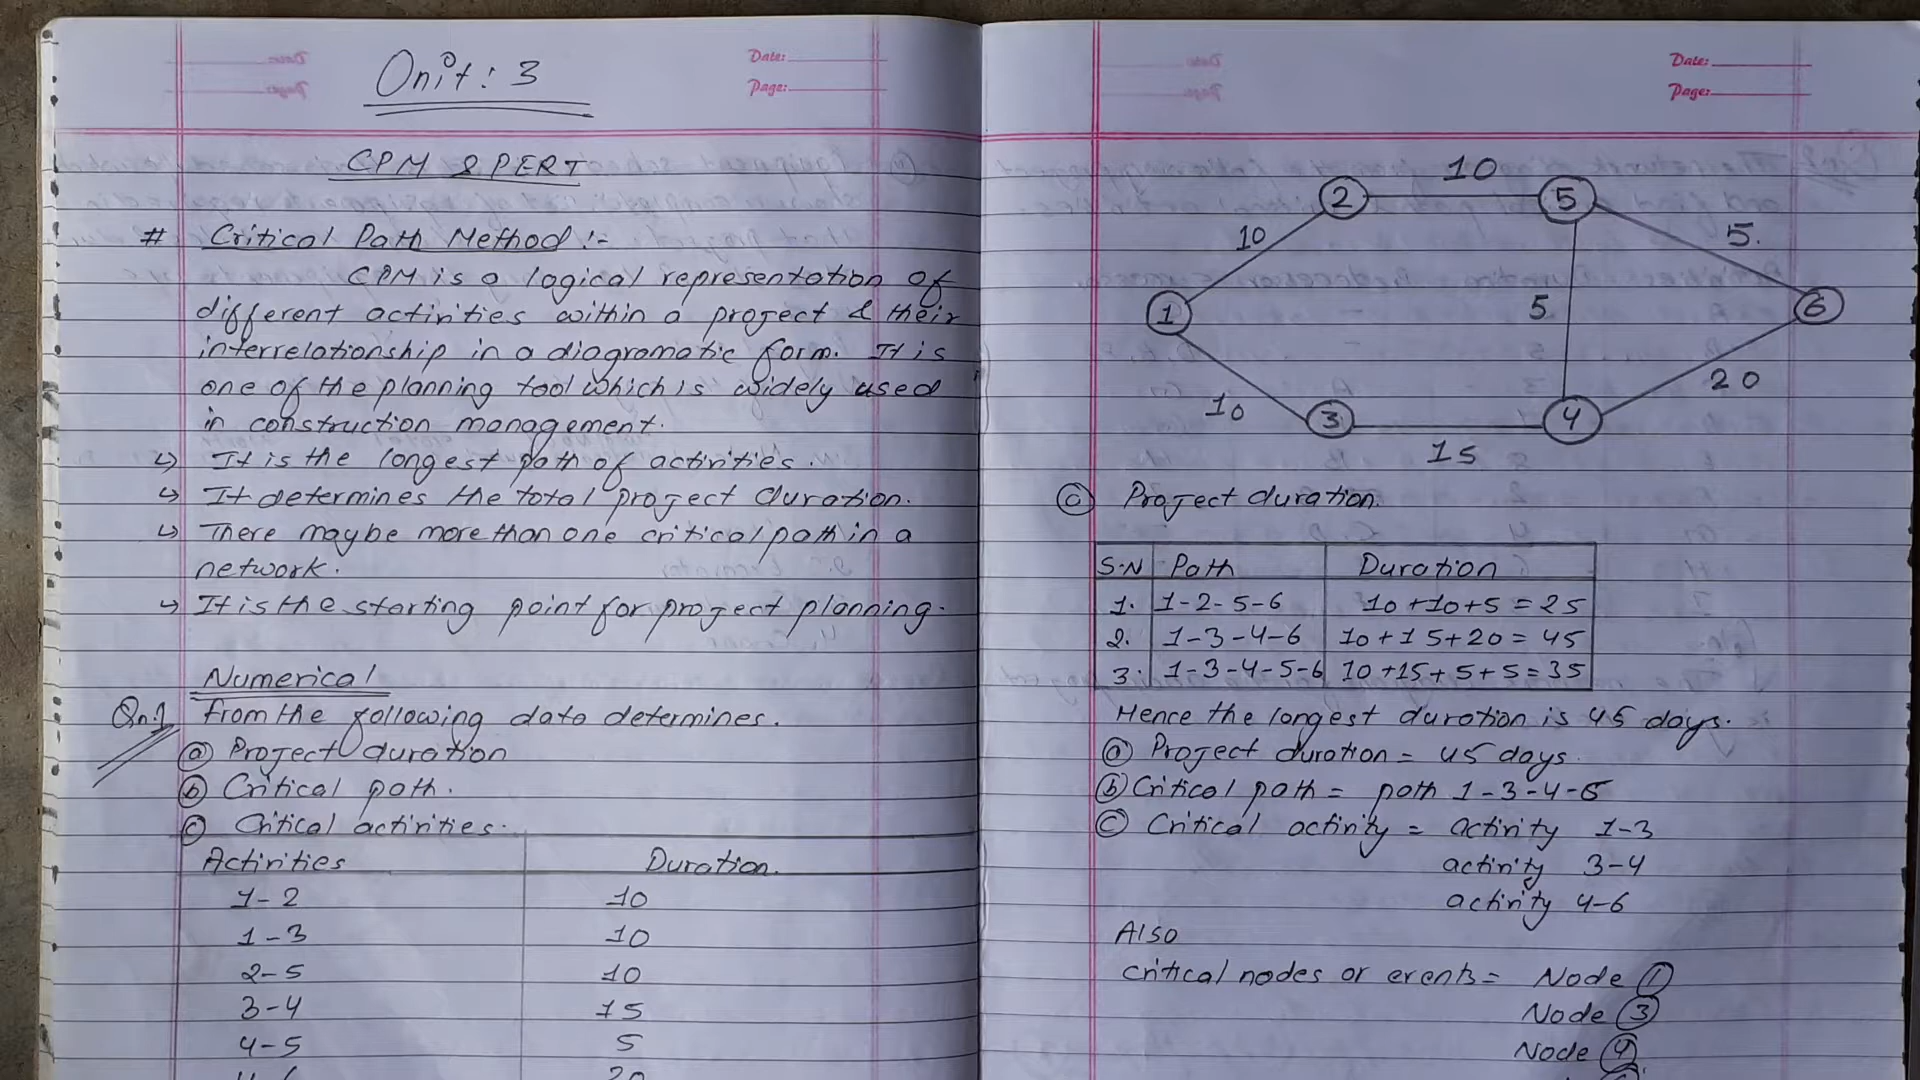 Unit: 3
Date:
Page:
CPM & PERT
# Critical Path Method :-
CPM is a logical representation of
different activities within a project & their
interrelationship in a diagramatic form. It is
one of the planning tool which is widely used
in construction management.
↳ It is the longest path of activities.
↳ It determines the total project duration.
↳ There maybe more than one critical path in a
network.
↳ It is the starting point for project planning.
Numerical
Qn.1 From the following data determines.
(a) Project duration
(b) Critical path.
(c) Critical activities.
Activities Duration.
1-2 10
1-3 10
2-5 10
3-4 15
4-5 5
4-6 20
Date:
Page:
10
2 5
10 5.
1 5 6
10 20
3 4
15
(a) Project duration.
S.N Path Duration
1. 1-2-5-6 10+10+5=25
2. 1-3-4-6 10+15+20=45
3. 1-3-4-5-6 10+15+5+5=35
Hence the longest duration is 45 days.
(a) Project duration = 45 days.
(b) Critical path = path 1-3-4-6
(c) Critical activity = activity 1-3
activity 3-4
activity 4-6
Also
critical nodes or events = Node (1)
Node (3)
Node (4)